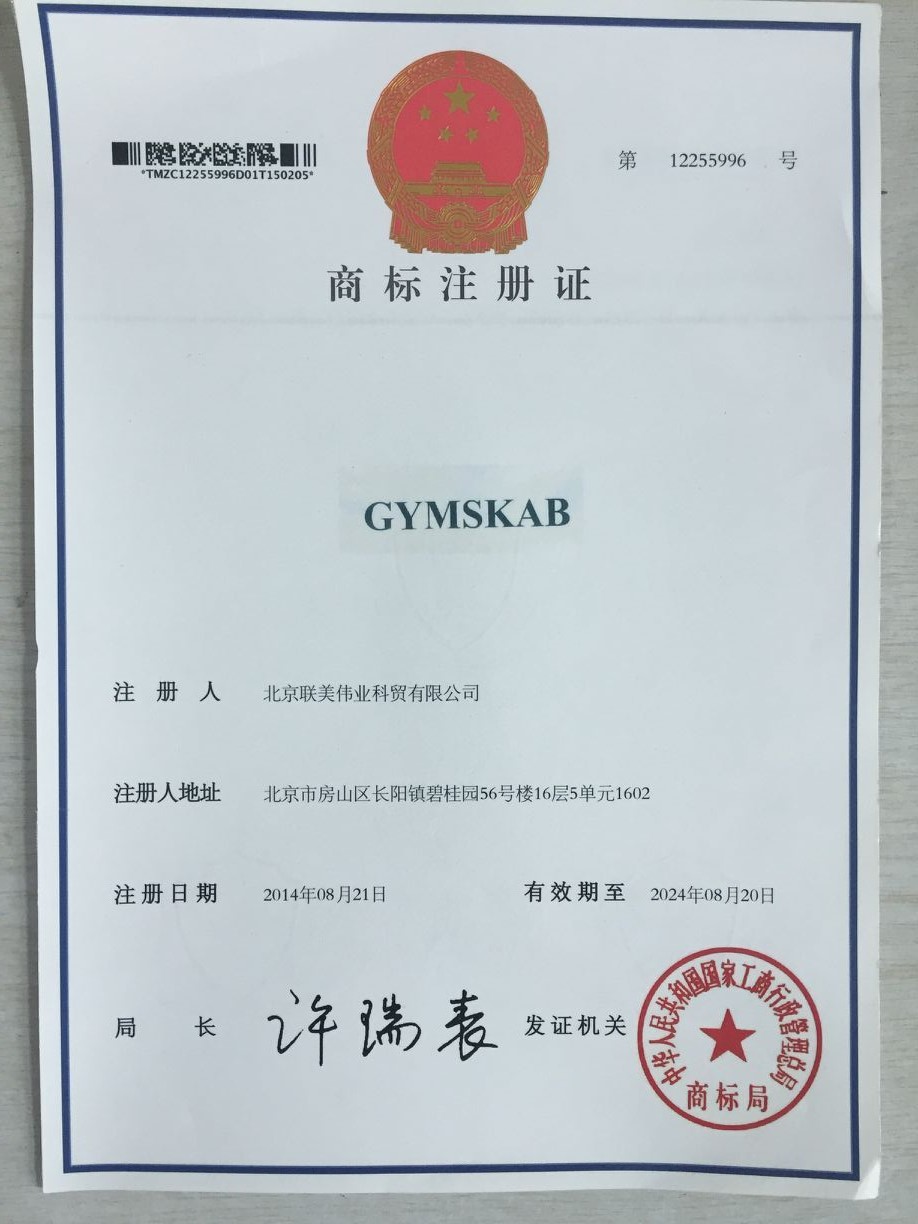 *TMZC12255996D01T150205*
第 12255996 号
商标注册证
GYMSKAB
注册人 北京联美伟业科贸有限公司
注册人地址 北京市房山区长阳镇碧桂园56号楼16层5单元1602
注册日期 2014年08月21日 有效期至 2024年08月20日
局长 许瑞表 发证机关
中华人民共和国国家工商行政管理总局
商标局